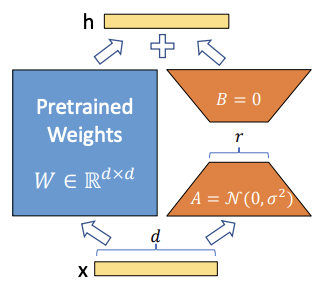 h
Pretrained
Weights
W ∈ ℝ^{d×d}
B = 0
r
A = 𝒩(0, σ²)
d
x